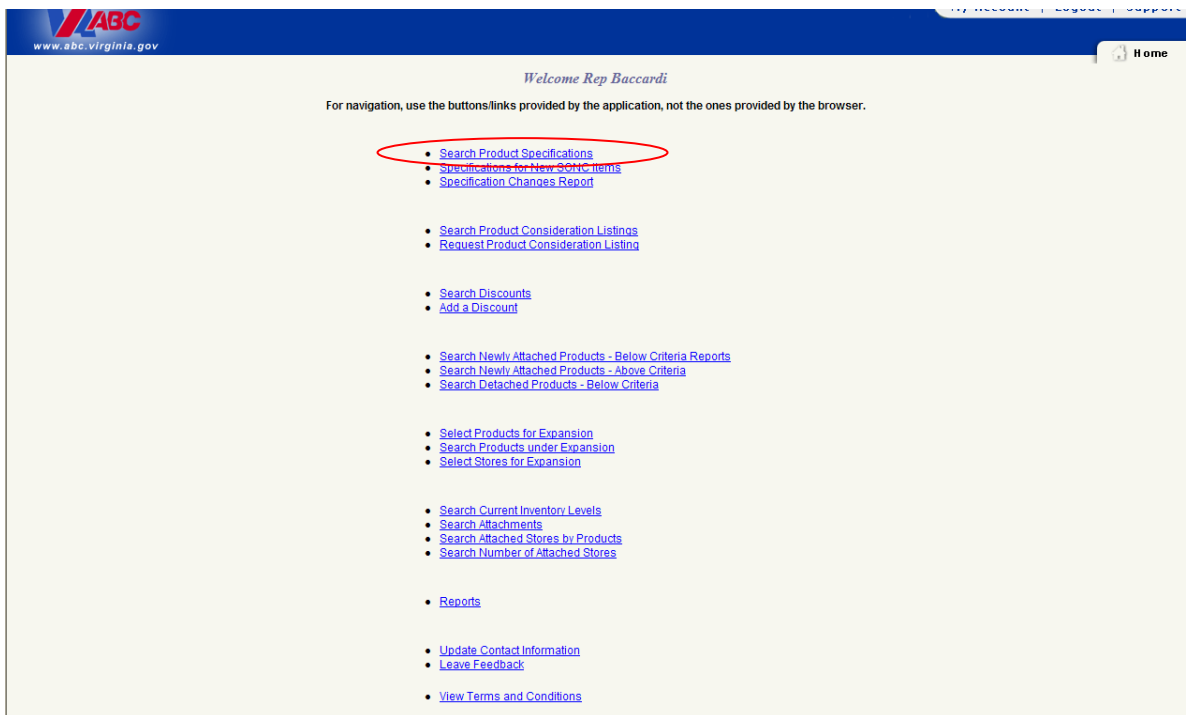 My Account | Logout | Support
ABC
www.abc.virginia.gov
Home
Welcome Rep Baccardi
For navigation, use the buttons/links provided by the application, not the ones provided by the browser.
Search Product Specifications
Specifications for New SONC Items
Specification Changes Report
Search Product Consideration Listings
Request Product Consideration Listing
Search Discounts
Add a Discount
Search Newly Attached Products - Below Criteria Reports
Search Newly Attached Products - Above Criteria
Search Detached Products - Below Criteria
Select Products for Expansion
Search Products under Expansion
Select Stores for Expansion
Search Current Inventory Levels
Search Attachments
Search Attached Stores by Products
Search Number of Attached Stores
Reports
Update Contact Information
Leave Feedback
View Terms and Conditions